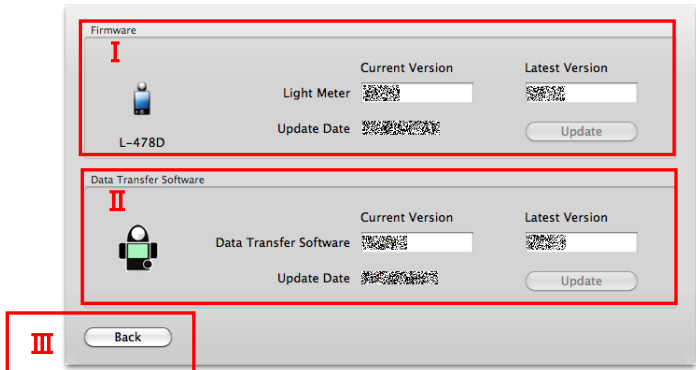 Firmware
I
Current Version Latest Version
Light Meter
Update Date Update
L-478D
Data Transfer Software
II
Current Version Latest Version
Data Transfer Software
Update Date Update
III Back